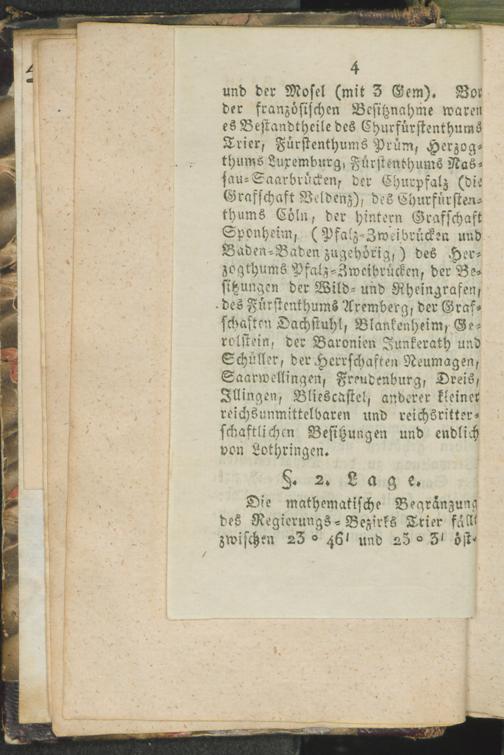 4
und der Mosel (mit 3 Gem). Vor
der französischen Besitznahme waren
es Bestandtheile des Churfürstenthums
Trier, Fürstenthums Prüm, Herzog-
thums Luxemburg, Fürstenthums Nas-
sau-Saarbrücken, der Churpfalz (die
Grafschaft Veldenz), des Churfürsten-
thums Cöln, der hintern Grafschaft
Sponheim, (Pfalz-Zweibrücken und
Baden-Baden zugehörig,) des Her-
zogthums Pfalz-Zweibrücken, der Be-
sitzungen der Wild- und Rheingrafen,
des Fürstenthums Aremberg, der Graf-
schaften Dachstuhl, Blankenheim, Ge-
rolstein, der Baronien Junkerath und
Schüller, der Herrschaften Neumagen,
Saarwellingen, Freudenburg, Dreis,
Illingen, Bliescastel, anderer kleiner
reichsunmittelbaren und reichsritter-
schaftlichen Besitzungen und endlich
von Lothringen.
§. 2. Lage.
Die mathematische Begränzung
des Regierungs-Bezirks Trier fällt
zwischen 23 ° 46' und 25 ° 3' öst-